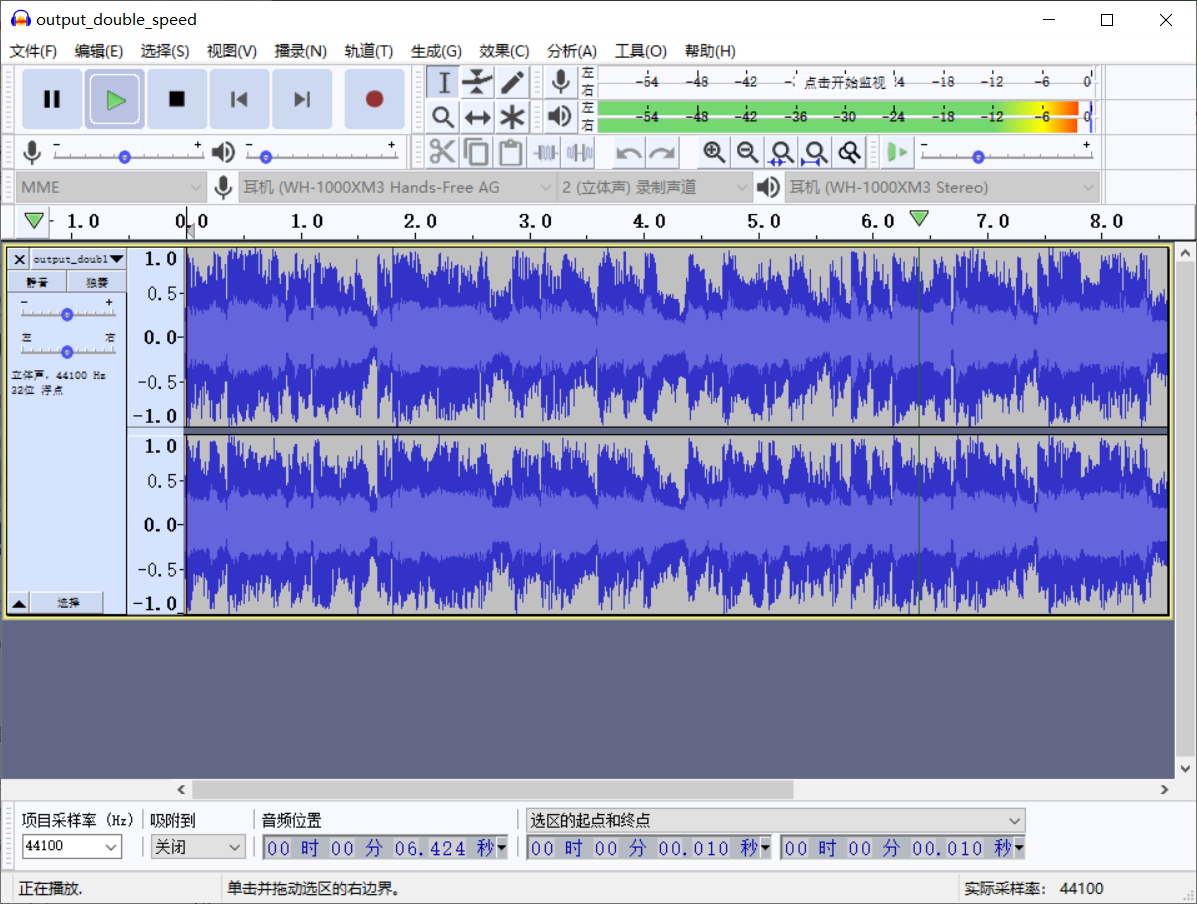 output_double_speed
文件(F) 编辑(E) 选择(S) 视图(V) 播录(N) 轨道(T) 生成(G) 效果(C) 分析(A) 工具(O) 帮助(H)
左 -54 -48 -42 - 点击开始监视 !4 -18 -12 -6 0
右
左 -54 -48 -42 -36 -30 -24 -18 -12 -6 0
右
- + - + - +
MME 耳机 (WH-1000XM3 Hands-Free AG 2 (立体声) 录制声道 耳机 (WH-1000XM3 Stereo)
- 1.0 0.0 1.0 2.0 3.0 4.0 5.0 6.0 7.0 8.0
output_doubl 1.0
静音 独奏
0.5-
- +
左 右
0.0-
立体声, 44100 Hz
32位 浮点
-0.5-
-1.0
1.0
0.5-
0.0-
-0.5-
选择 -1.0
项目采样率 (Hz) 吸附到 音频位置 选区的起点和终点
44100 关闭 00 时 00 分 06.424 秒 00 时 00 分 00.010 秒 00 时 00 分 00.010 秒
正在播放. 单击并拖动选区的右边界。 实际采样率: 44100